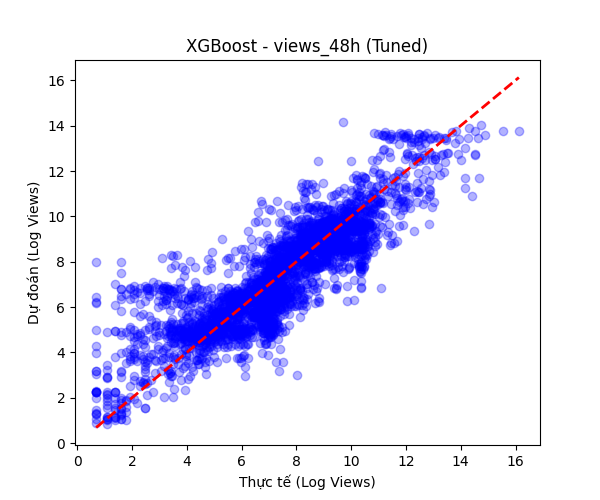 XGBoost - views_48h (Tuned)
16
14
12
10
8
6
4
2
0
Dự đoán (Log Views)
0 2 4 6 8 10 12 14 16
Thực tế (Log Views)